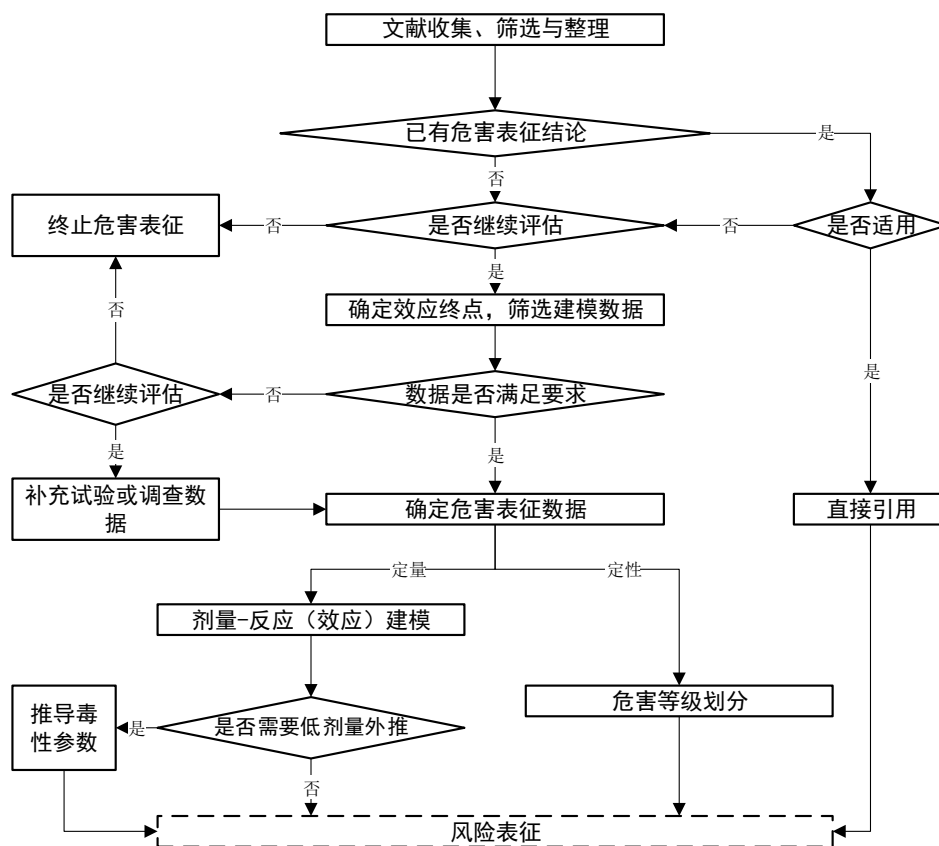 文献收集、筛选与整理
已有危害表征结论
是
否
终止危害表征
否
是否继续评估
否
是否适用
是
确定效应终点，筛选建模数据
否
是
是否继续评估
否
数据是否满足要求
是
是
补充试验或调查数
据
确定危害表征数据
直接引用
定量
定性
剂量-反应（效应）建模
推导毒
性参数
是
是否需要低剂量外推
危害等级划分
否
风险表征